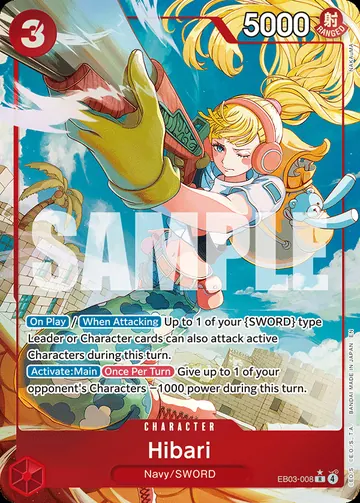 3
5000
射
RANGED
SAMPLE
On Play / When Attacking Up to 1 of your {SWORD} type
Leader or Character cards can also attack active
Characters during this turn.
Activate:Main Once Per Turn Give up to 1 of your
opponent's Characters −1000 power during this turn.
CHARACTER
Hibari
Navy/SWORD
EB03-008 R 4